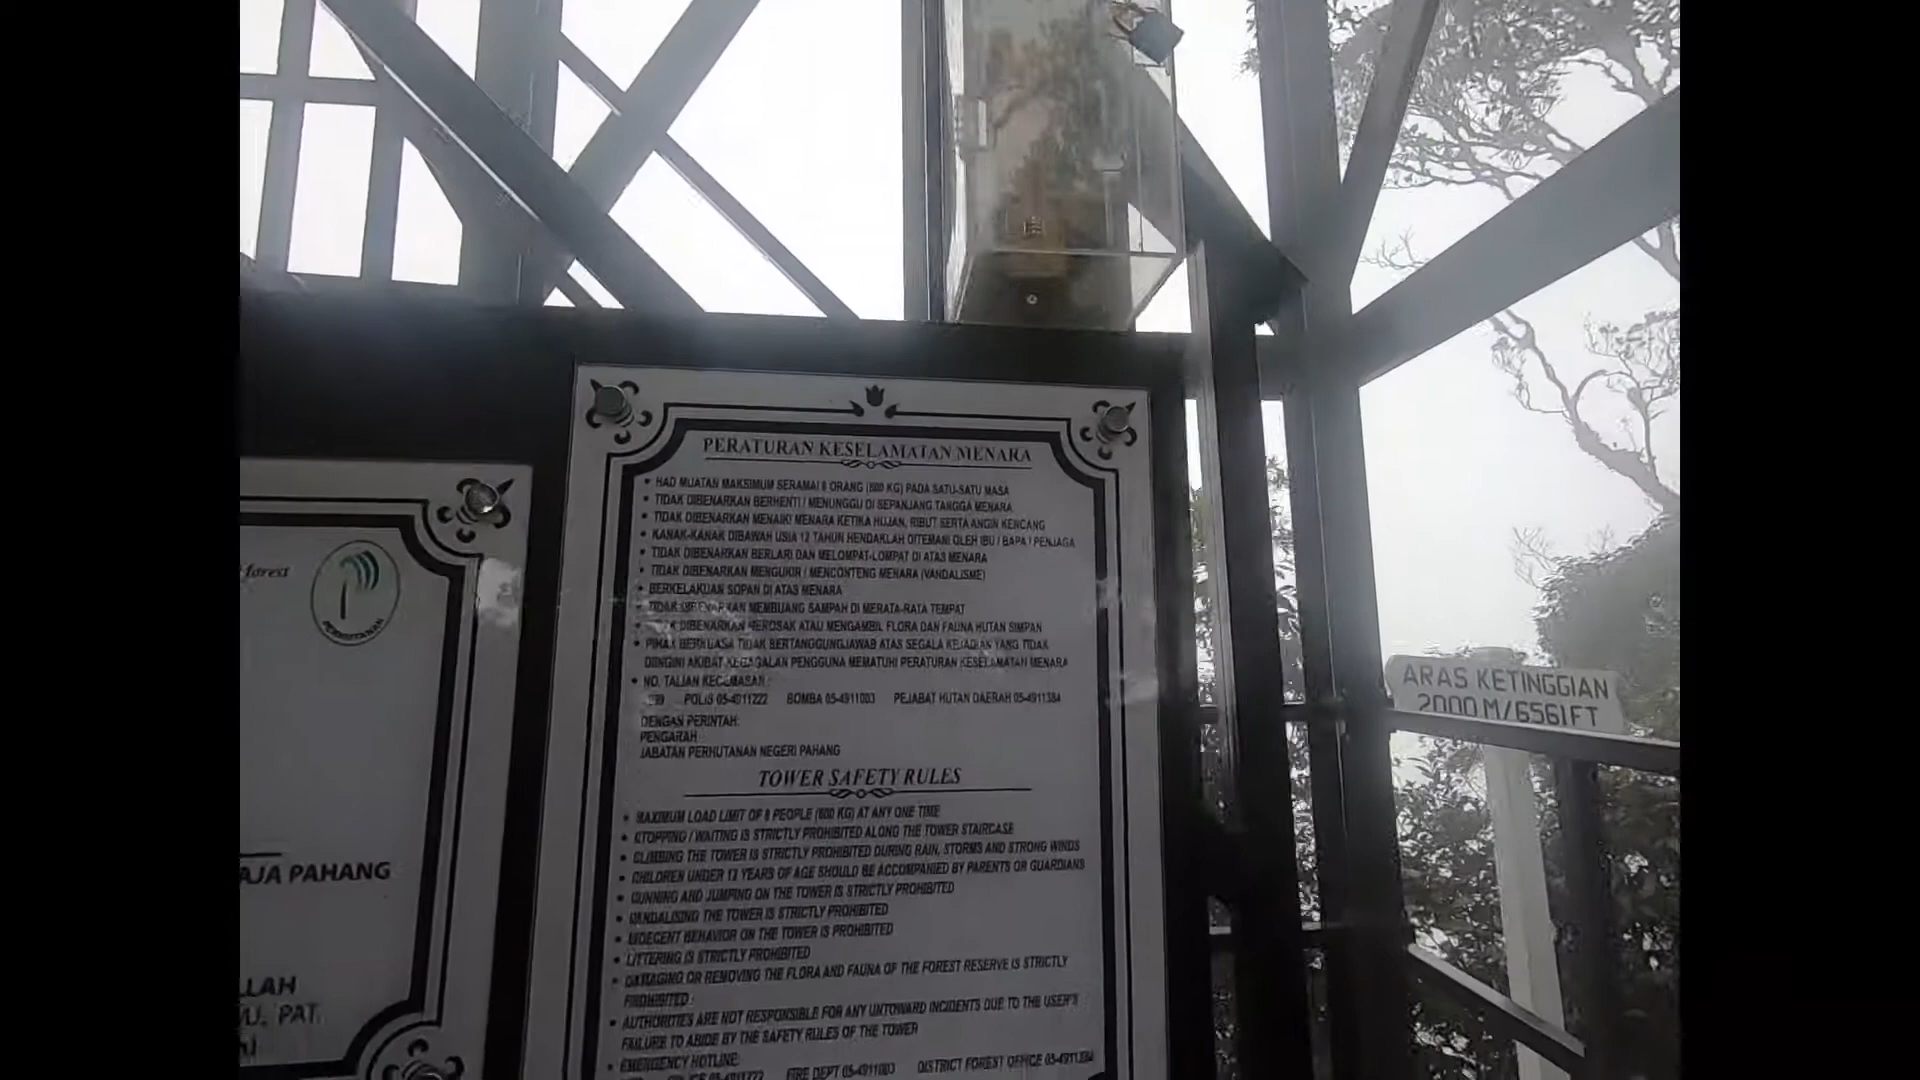 forest
PERHUTANAN
AJA PAHANG
LLAH
PAT.
PERATURAN KESELAMATAN MENARA
• HAD MUATAN MAKSIMUM SERAMAI 8 ORANG (600 KG) PADA SATU-SATU MASA
• TIDAK DIBENARKAN BERHENTI / MENUNGGU DI SEPANJANG TANGGA MENARA
• TIDAK DIBENARKAN MENAIKI MENARA KETIKA HUJAN, RIBUT SERTA ANGIN KENCANG
• KANAK-KANAK DIBAWAH USIA 12 TAHUN HENDAKLAH DITEMANI OLEH IBU / BAPA / PENJAGA
• TIDAK DIBENARKAN BERLARI DAN MELOMPAT-LOMPAT DI ATAS MENARA
• TIDAK DIBENARKAN MENGUKIR / MENCONTENG MENARA (VANDALISME)
• BERKELAKUAN SOPAN DI ATAS MENARA
• TIDAK DIBENARKAN MEMBUANG SAMPAH DI MERATA-RATA TEMPAT
• TIDAK DIBENARKAN MEROSAK ATAU MENGAMBIL FLORA DAN FAUNA HUTAN SIMPAN
• PIHAK BERKUASA TIDAK BERTANGGUNGJAWAB ATAS SEGALA KEJADIAN YANG TIDAK
DIINGINI AKIBAT KEGAGALAN PENGGUNA MEMATUHI PERATURAN KESELAMATAN MENARA
• NO. TALIAN KECEMASAN :
POLIS 05-4911222 BOMBA 05-4911003 PEJABAT HUTAN DAERAH 05-4911384
DENGAN PERINTAH:
PENGARAH
JABATAN PERHUTANAN NEGERI PAHANG
TOWER SAFETY RULES
• MAXIMUM LOAD LIMIT OF 8 PEOPLE (600 KG) AT ANY ONE TIME
• STOPPING / WAITING IS STRICTLY PROHIBITED ALONG THE TOWER STAIRCASE
• CLIMBING THE TOWER IS STRICTLY PROHIBITED DURING RAIN, STORMS AND STRONG WINDS
• CHILDREN UNDER 12 YEARS OF AGE SHOULD BE ACCOMPANIED BY PARENTS OR GUARDIANS
• RUNNING AND JUMPING ON THE TOWER IS STRICTLY PROHIBITED
• VANDALISING THE TOWER IS STRICTLY PROHIBITED
• INDECENT BEHAVIOR ON THE TOWER IS PROHIBITED
• LITTERING IS STRICTLY PROHIBITED
• DAMAGING OR REMOVING THE FLORA AND FAUNA OF THE FOREST RESERVE IS STRICTLY
PROHIBITED
• AUTHORITIES ARE NOT RESPONSIBLE FOR ANY UNTOWARD INCIDENTS DUE TO THE USER'S
FAILURE TO ABIDE BY THE SAFETY RULES OF THE TOWER
• EMERGENCY HOTLINE:
FIRE DEPT 05-4911003 DISTRICT FOREST OFFICE 05-4911384
ARAS KETINGGIAN
2000 M/6561FT